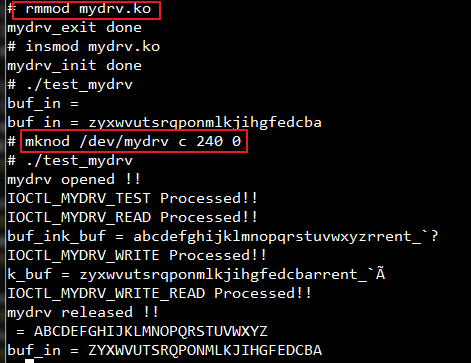 # rmmod mydrv.ko
mydrv_exit done
# insmod mydrv.ko
mydrv_init done
# ./test_mydrv
buf_in =
buf_in = zyxwvutsrqponmlkjihgfedcba
# mknod /dev/mydrv c 240 0
# ./test_mydrv
mydrv opened !!
IOCTL_MYDRV_TEST Processed!!
IOCTL_MYDRV_READ Processed!!
buf_ink_buf = abcdefghijklmnopqrstuvwxyzrrent_`?
IOCTL_MYDRV_WRITE Processed!!
k_buf = zyxwvutsrqponmlkjihgfedcbarrent_`Ã
IOCTL_MYDRV_WRITE_READ Processed!!
mydrv released !!
 = ABCDEFGHIJKLMNOPQRSTUVWXYZ
buf_in = ZYXWVUTSRQPONMLKJIHGFEDCBA